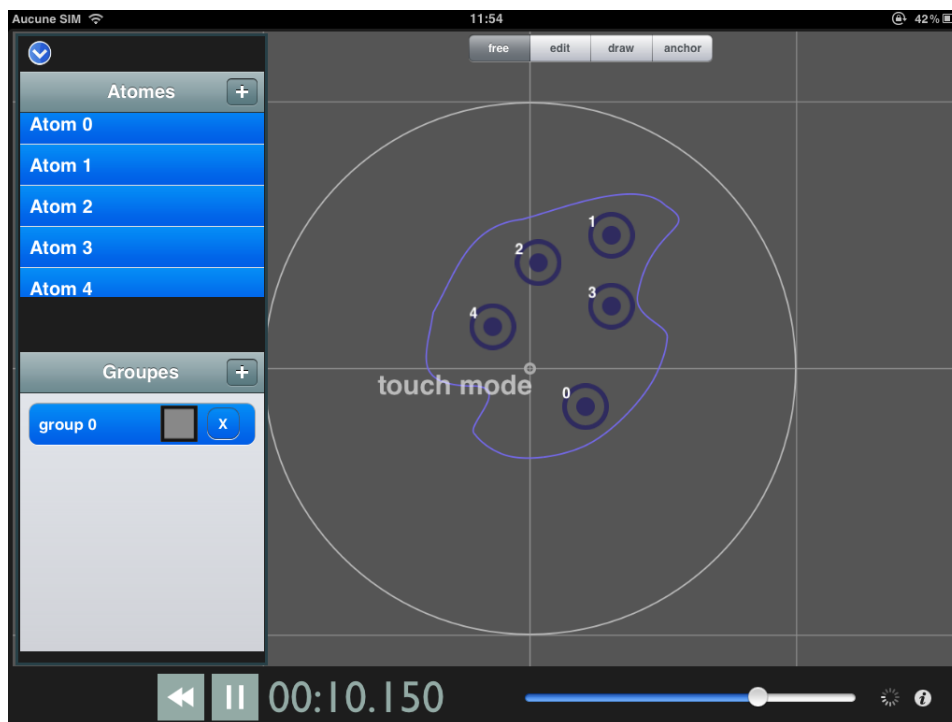 Aucune SIM 11:54 42%
free edit draw anchor
Atomes +
Atom 0
Atom 1
Atom 2
Atom 3
Atom 4
1
2
3
4
touch mode
0
Groupes +
group 0 X
00:10.150
i